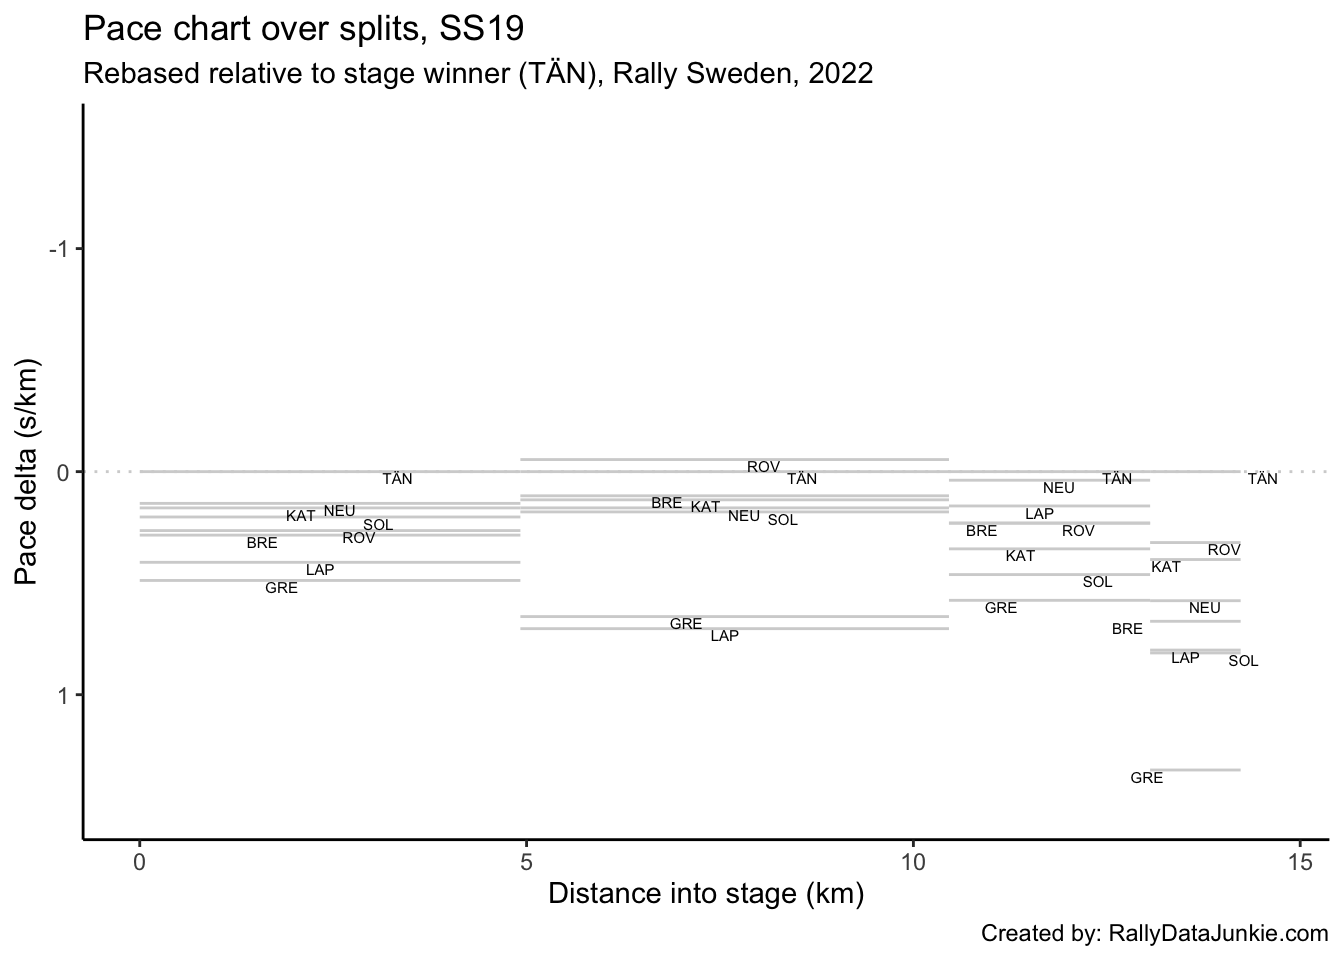 Pace chart over splits, SS19
Rebased relative to stage winner (TÄN), Rally Sweden, 2022
Pace delta (s/km)
-1
0
1
ROV
TÄN TÄN TÄN TÄN
NEU
BRE
KAT
NEU
LAP
KAT
NEU
SOL
SOL
BRE ROV
ROV
BRE
ROV
KAT
KAT
LAP
SOL
GRE
GRE
NEU
GRE
BRE
LAP
LAP
SOL
GRE
0 5 10 15
Distance into stage (km)
Created by: RallyDataJunkie.com